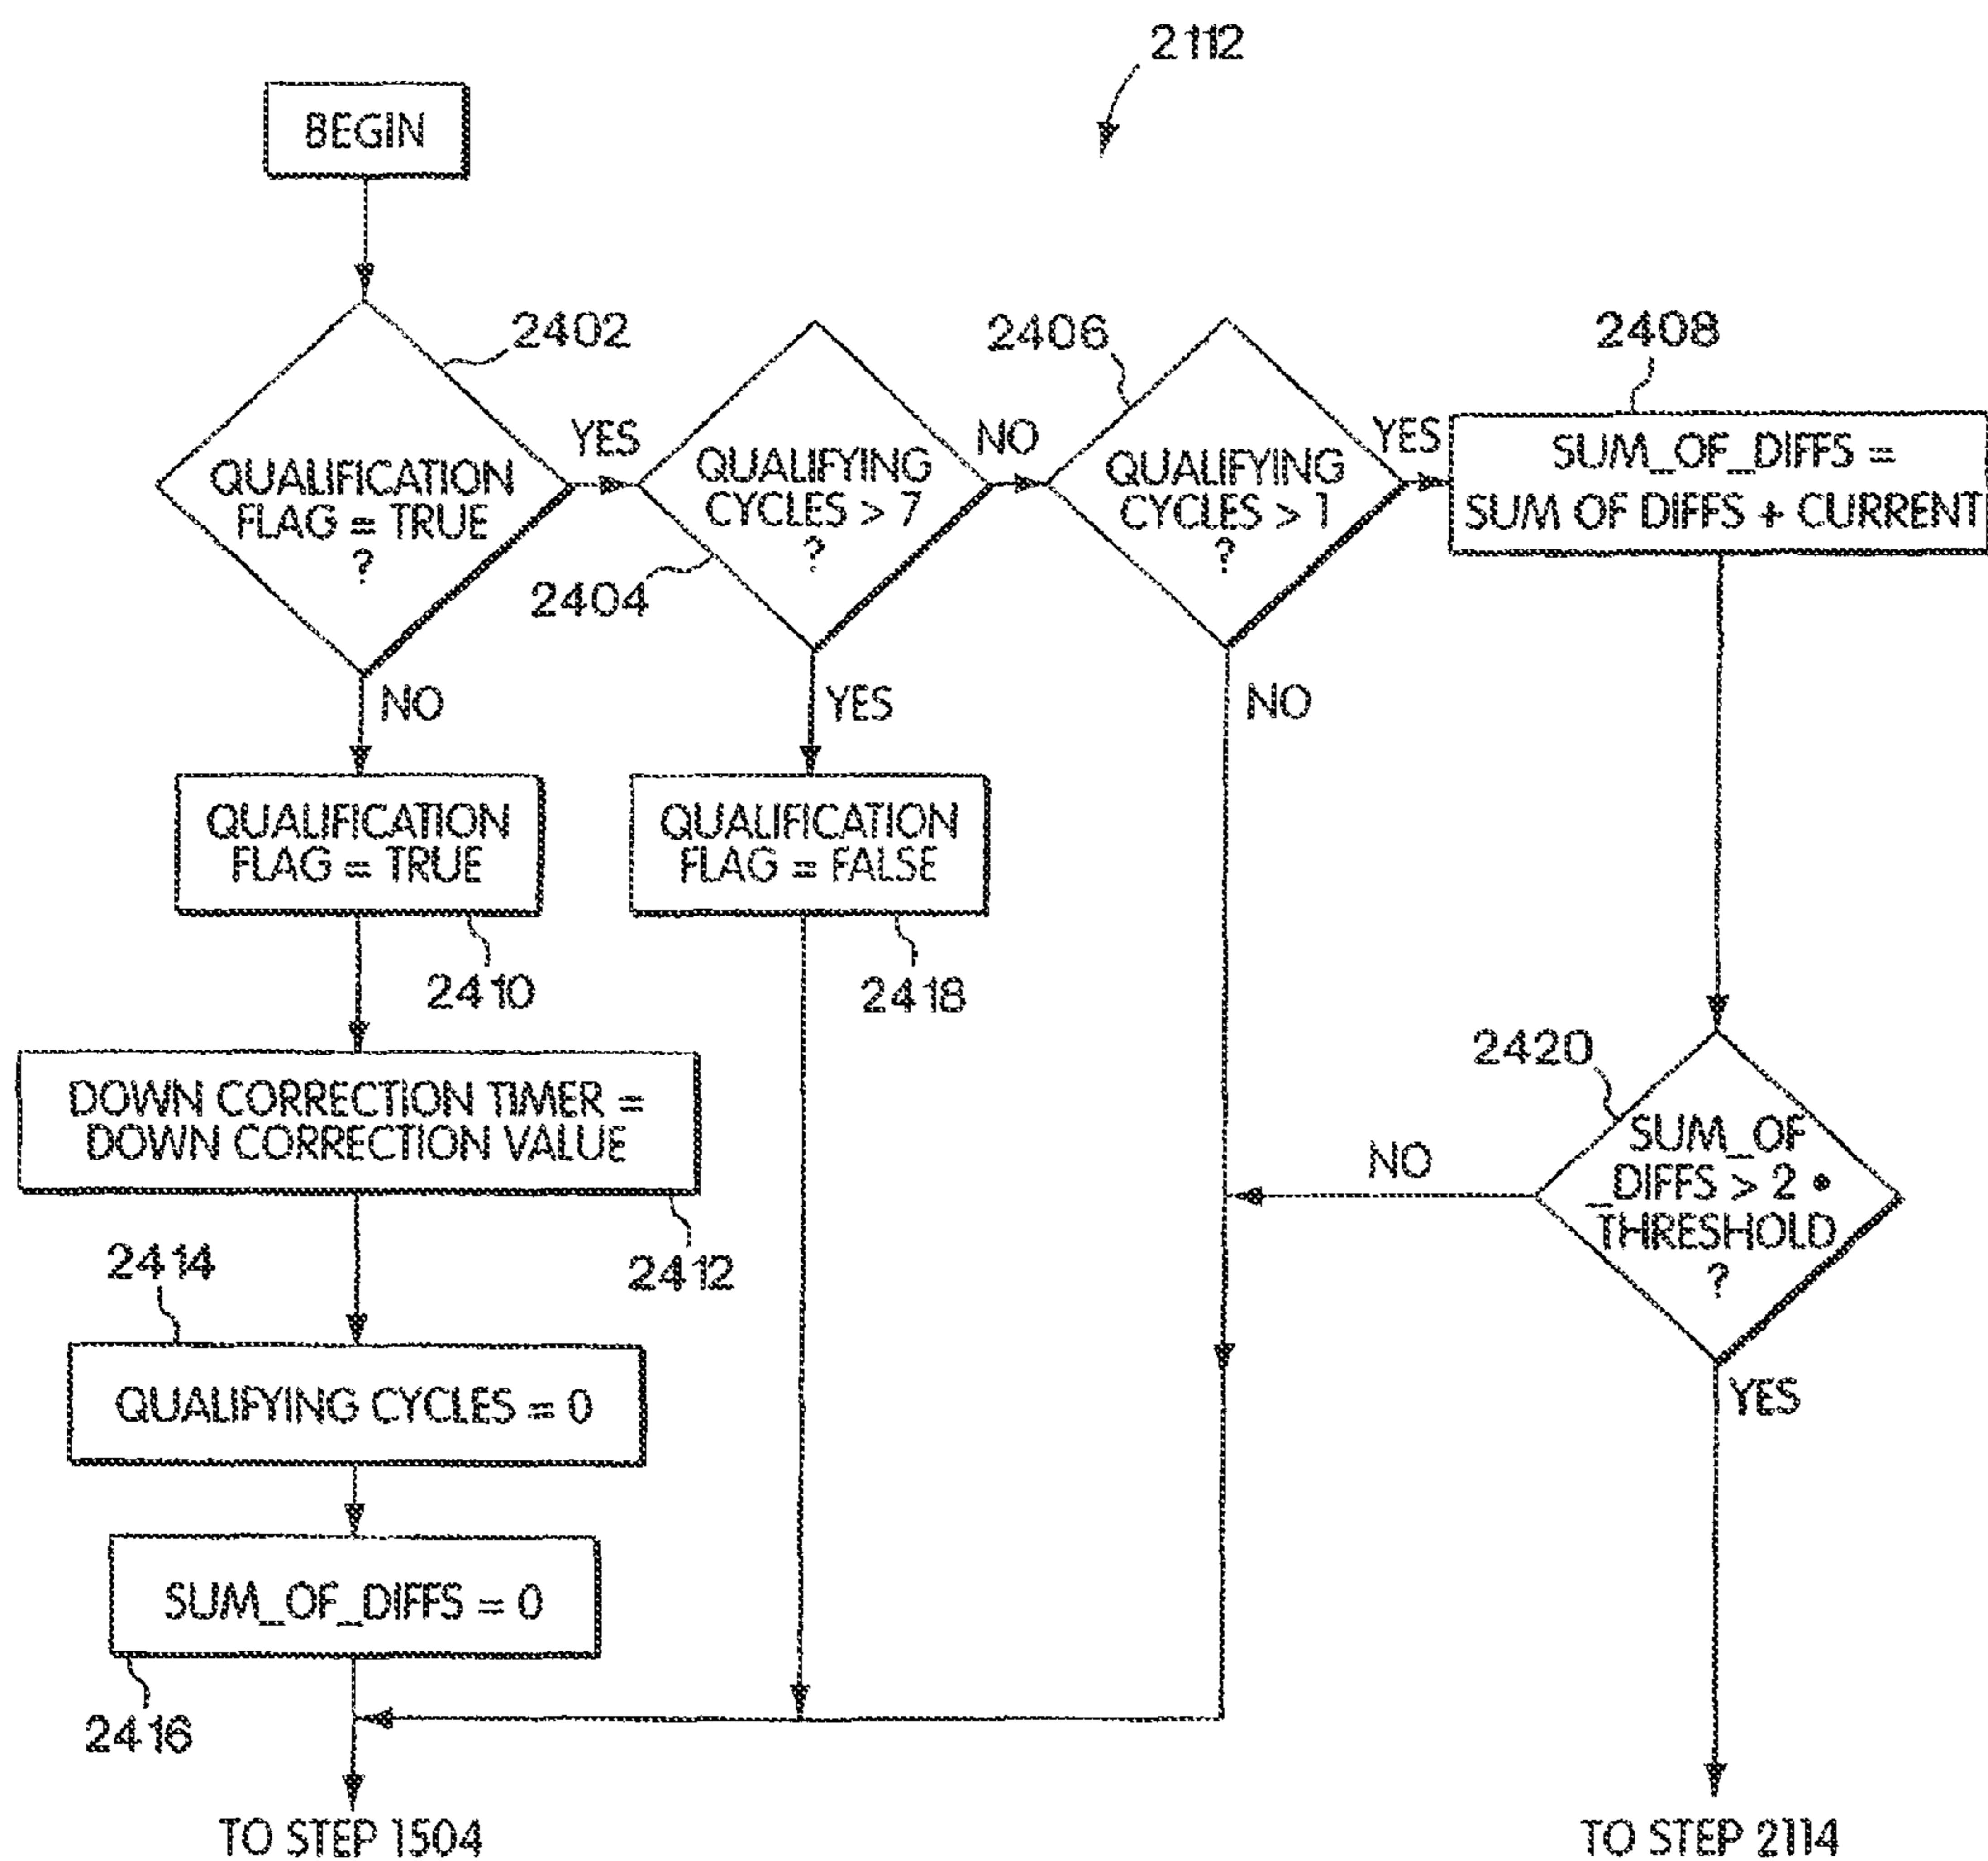 2112
BEGIN
2402
2406
2408
YES
NO
YES
QUALIFICATION
FLAG = TRUE
?
QUALIFYING
CYCLES > 7
?
QUALIFYING
CYCLES > 1
?
SUM_OF_DIFFS =
SUM OF DIFFS + CURRENT
2404
NO
YES
NO
QUALIFICATION
FLAG = TRUE
QUALIFICATION
FLAG = FALSE
2410
2418
2420
DOWN CORRECTION TIMER =
DOWN CORRECTION VALUE
NO
SUM_OF
_DIFFS > 2 •
_THRESHOLD
?
2414
2412
QUALIFYING CYCLES = 0
YES
SUM_OF_DIFFS = 0
2416
TO STEP 1504
TO STEP 2114